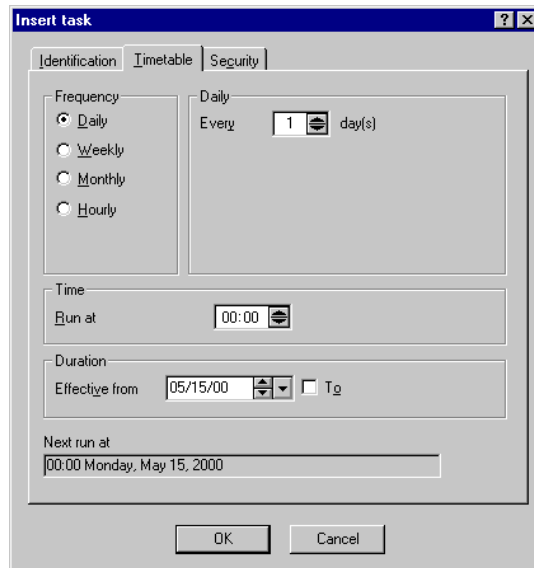 Insert task
Identification Timetable Security
Frequency
Daily
Weekly
Monthly
Hourly
Daily
Every 1 day(s)
Time
Run at 00:00
Duration
Effective from 05/15/00 To
Next run at
00:00 Monday, May 15, 2000
OK Cancel